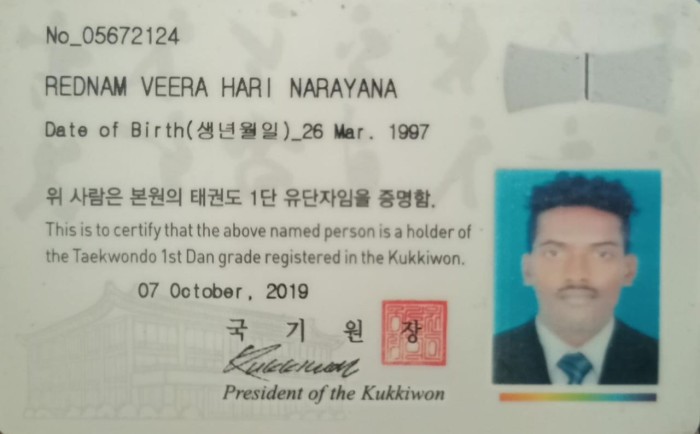 No_05672124
REDNAM VEERA HARI NARAYANA
Date of Birth(생년월일)_26 Mar. 1997
위 사람은 본원의 태권도 1단 유단자임을 증명함.
This is to certify that the above named person is a holder of
the Taekwondo 1st Dan grade registered in the Kukkiwon.
07 October, 2019
국 기 원 장
Kukkiwon
President of the Kukkiwon